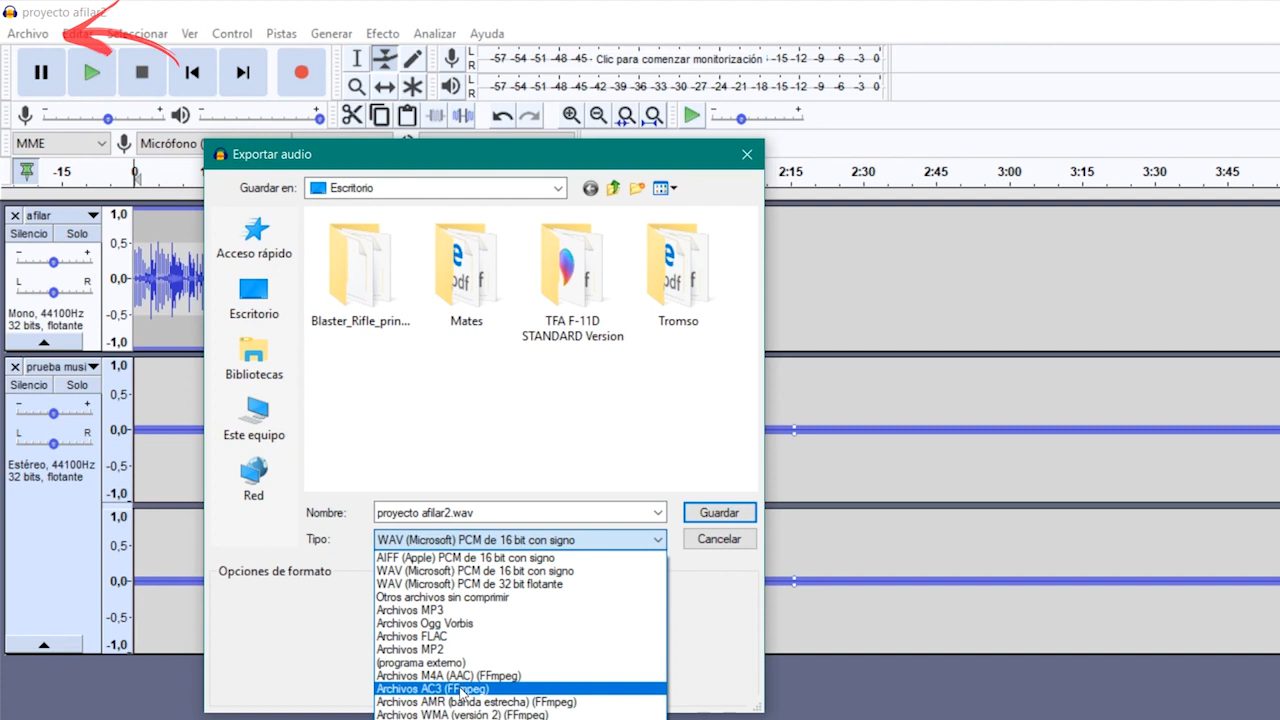 proyecto afilar2
Archivo Editar Seleccionar Ver Control Pistas Generar Efecto Analizar Ayuda
L
R
-57 -54 -51 -48 -45 - Clic para comenzar monitorización -15 -12 -9 -6 -3 0
L
R
-57 -54 -51 -48 -45 -42 -39 -36 -33 -30 -27 -24 -21 -18 -15 -12 -9 -6 -3 0
- + - +
- +
MME Micrófono (
-15 0 2:15 2:30 2:45 3:00 3:15 3:30 3:45
afilar
Silencio Solo
- +
L R
Mono, 44100Hz
32 bits, flotante
1,0
0,5-
0,0-
-0,5-
-1,0
prueba musi
Silencio Solo
- +
L R
Estéreo, 44100Hz
32 bits, flotante
1,0
0,5-
0,0-
-0,5-
-1,0
1,0
0,5-
0,0-
-0,5-
-1,0
Exportar audio
Guardar en: Escritorio
Acceso rápido
Escritorio
Bibliotecas
Este equipo
Red
Blaster_Rifle_prin...
Mates
TFA F-11D
STANDARD Version
Tromso
Nombre: proyecto afilar2.wav Guardar
Tipo: WAV (Microsoft) PCM de 16 bit con signo Cancelar
Opciones de formato
AIFF (Apple) PCM de 16 bit con signo
WAV (Microsoft) PCM de 16 bit con signo
WAV (Microsoft) PCM de 32 bit flotante
Otros archivos sin comprimir
Archivos MP3
Archivos Ogg Vorbis
Archivos FLAC
Archivos MP2
(programa externo)
Archivos M4A (AAC) (FFmpeg)
Archivos AC3 (FFmpeg)
Archivos AMR (banda estrecha) (FFmpeg)
Archivos WMA (versión 2) (FFmpeg)